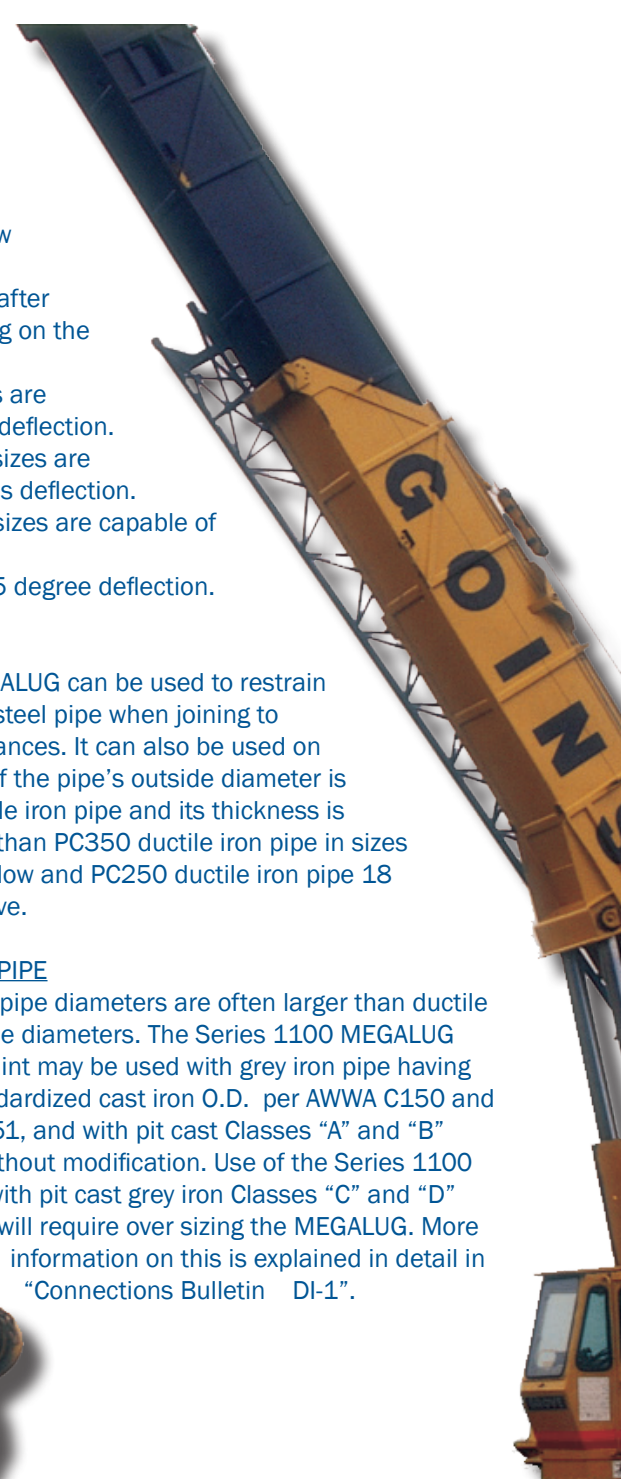 w
after
g on the
s are
deflection.
sizes are
s deflection.
sizes are capable of
5 degree deflection.
ALUG can be used to restrain
steel pipe when joining to
ances. It can also be used on
f the pipe's outside diameter is
le iron pipe and its thickness is
than PC350 ductile iron pipe in sizes
low and PC250 ductile iron pipe 18
ve.
PIPE
pipe diameters are often larger than ductile
e diameters. The Series 1100 MEGALUG
int may be used with grey iron pipe having
dardized cast iron O.D. per AWWA C150 and
51, and with pit cast Classes “A” and “B”
thout modification. Use of the Series 1100
with pit cast grey iron Classes “C” and “D”
will require over sizing the MEGALUG. More
information on this is explained in detail in
“Connections Bulletin DI-1”.
GOING